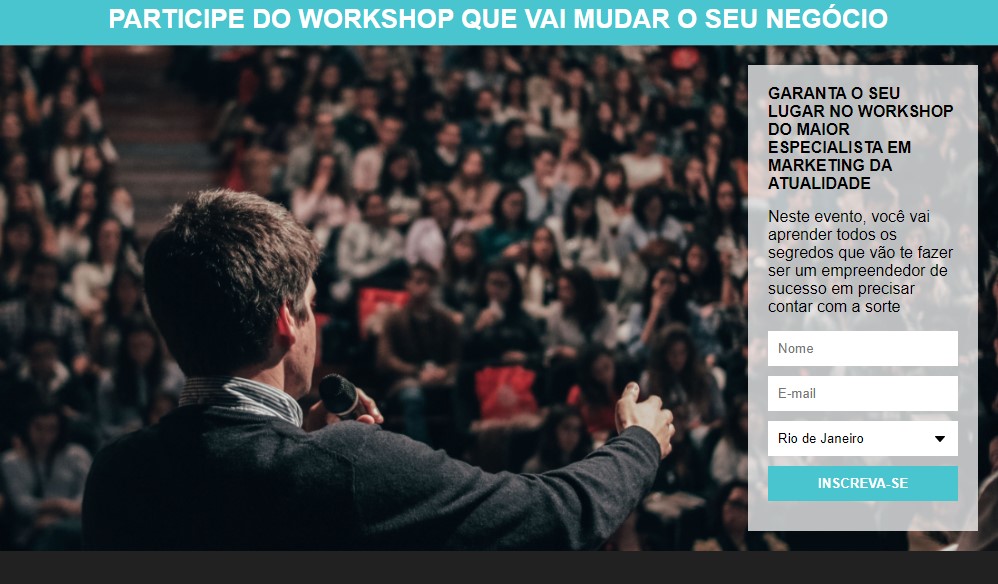 PARTICIPE DO WORKSHOP QUE VAI MUDAR O SEU NEGÓCIO
GARANTA O SEU
LUGAR NO WORKSHOP
DO MAIOR
ESPECIALISTA EM
MARKETING DA
ATUALIDADE
Neste evento, você vai
aprender todos os
segredos que vão te fazer
ser um empreendedor de
sucesso em precisar
contar com a sorte
Nome
E-mail
Rio de Janeiro
INSCREVA-SE